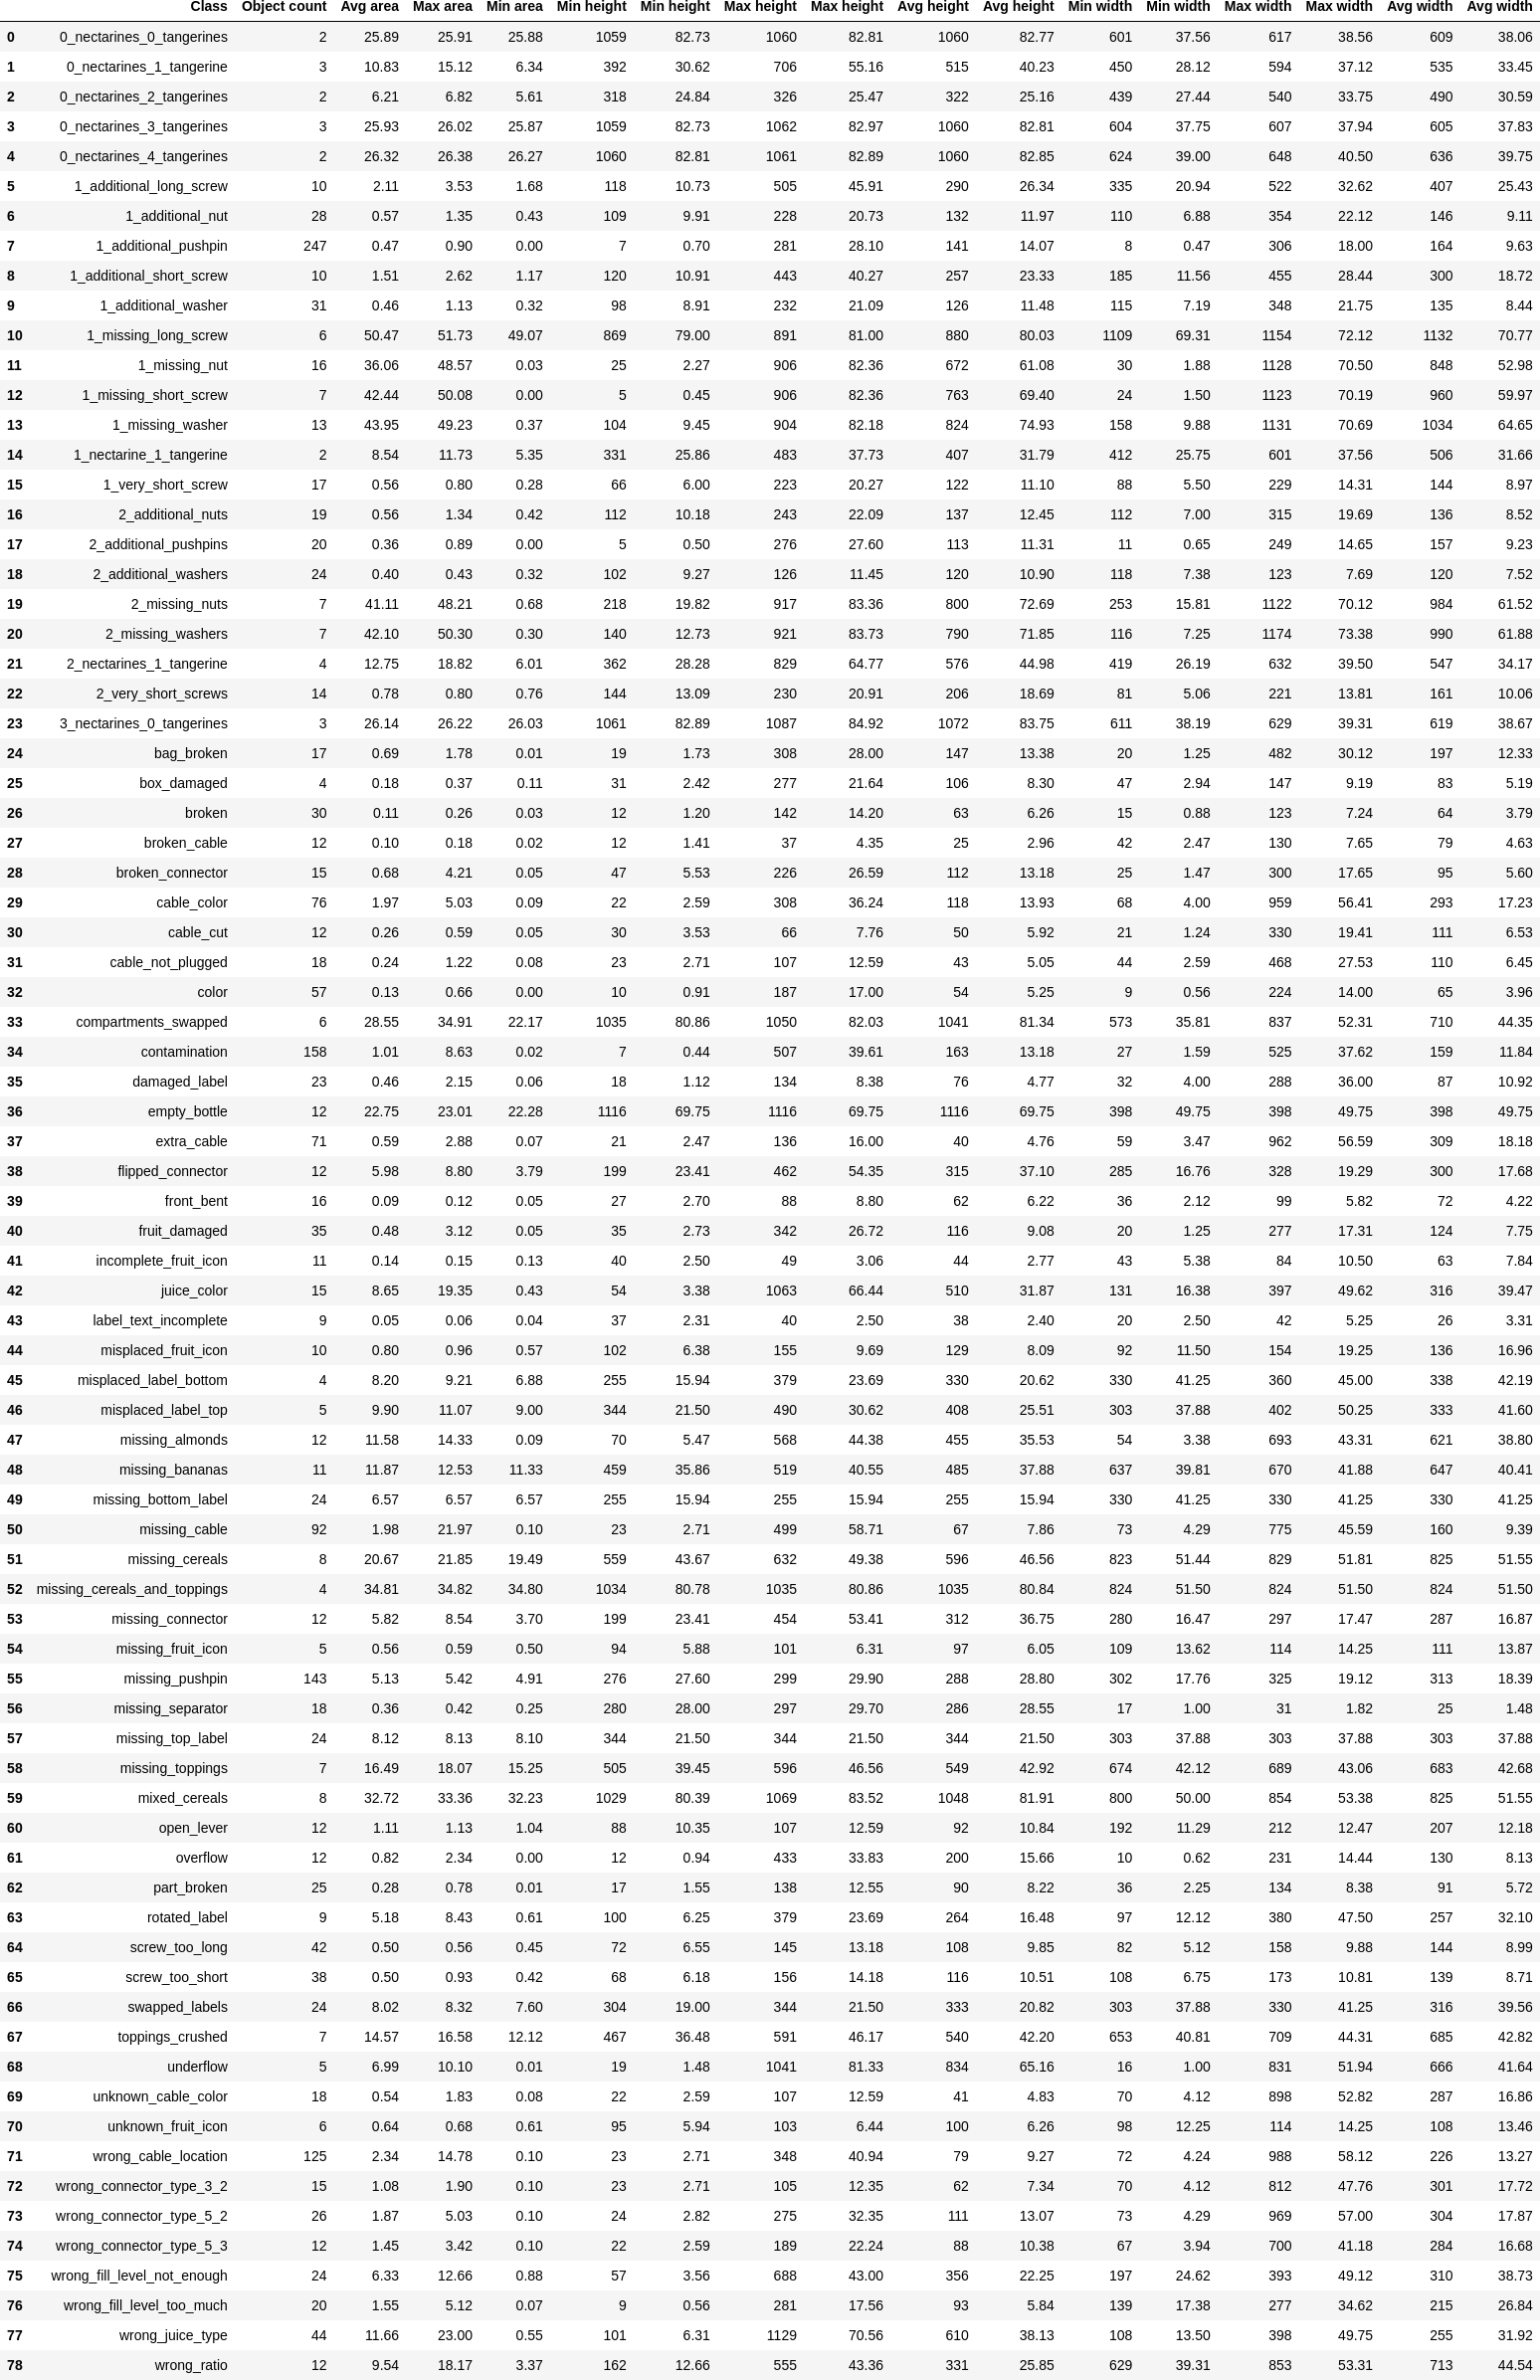 Class Object count Avg area Max area Min area Min height Min height Max height Max height Avg height Avg height Min width Min width Max width Max width Avg width Avg width
0 0_nectarines_0_tangerines 2 25.89 25.91 25.88 1059 82.73 1060 82.81 1060 82.77 601 37.56 617 38.56 609 38.06
1 0_nectarines_1_tangerine 3 10.83 15.12 6.34 392 30.62 706 55.16 515 40.23 450 28.12 594 37.12 535 33.45
2 0_nectarines_2_tangerines 2 6.21 6.82 5.61 318 24.84 326 25.47 322 25.16 439 27.44 540 33.75 490 30.59
3 0_nectarines_3_tangerines 3 25.93 26.02 25.87 1059 82.73 1062 82.97 1060 82.81 604 37.75 607 37.94 605 37.83
4 0_nectarines_4_tangerines 2 26.32 26.38 26.27 1060 82.81 1061 82.89 1060 82.85 624 39.00 648 40.50 636 39.75
5 1_additional_long_screw 10 2.11 3.53 1.68 118 10.73 505 45.91 290 26.34 335 20.94 522 32.62 407 25.43
6 1_additional_nut 28 0.57 1.35 0.43 109 9.91 228 20.73 132 11.97 110 6.88 354 22.12 146 9.11
7 1_additional_pushpin 247 0.47 0.90 0.00 7 0.70 281 28.10 141 14.07 8 0.47 306 18.00 164 9.63
8 1_additional_short_screw 10 1.51 2.62 1.17 120 10.91 443 40.27 257 23.33 185 11.56 455 28.44 300 18.72
9 1_additional_washer 31 0.46 1.13 0.32 98 8.91 232 21.09 126 11.48 115 7.19 348 21.75 135 8.44
10 1_missing_long_screw 6 50.47 51.73 49.07 869 79.00 891 81.00 880 80.03 1109 69.31 1154 72.12 1132 70.77
11 1_missing_nut 16 36.06 48.57 0.03 25 2.27 906 82.36 672 61.08 30 1.88 1128 70.50 848 52.98
12 1_missing_short_screw 7 42.44 50.08 0.00 5 0.45 906 82.36 763 69.40 24 1.50 1123 70.19 960 59.97
13 1_missing_washer 13 43.95 49.23 0.37 104 9.45 904 82.18 824 74.93 158 9.88 1131 70.69 1034 64.65
14 1_nectarine_1_tangerine 2 8.54 11.73 5.35 331 25.86 483 37.73 407 31.79 412 25.75 601 37.56 506 31.66
15 1_very_short_screw 17 0.56 0.80 0.28 66 6.00 223 20.27 122 11.10 88 5.50 229 14.31 144 8.97
16 2_additional_nuts 19 0.56 1.34 0.42 112 10.18 243 22.09 137 12.45 112 7.00 315 19.69 136 8.52
17 2_additional_pushpins 20 0.36 0.89 0.00 5 0.50 276 27.60 113 11.31 11 0.65 249 14.65 157 9.23
18 2_additional_washers 24 0.40 0.43 0.32 102 9.27 126 11.45 120 10.90 118 7.38 123 7.69 120 7.52
19 2_missing_nuts 7 41.11 48.21 0.68 218 19.82 917 83.36 800 72.69 253 15.81 1122 70.12 984 61.52
20 2_missing_washers 7 42.10 50.30 0.30 140 12.73 921 83.73 790 71.85 116 7.25 1174 73.38 990 61.88
21 2_nectarines_1_tangerine 4 12.75 18.82 6.01 362 28.28 829 64.77 576 44.98 419 26.19 632 39.50 547 34.17
22 2_very_short_screws 14 0.78 0.80 0.76 144 13.09 230 20.91 206 18.69 81 5.06 221 13.81 161 10.06
23 3_nectarines_0_tangerines 3 26.14 26.22 26.03 1061 82.89 1087 84.92 1072 83.75 611 38.19 629 39.31 619 38.67
24 bag_broken 17 0.69 1.78 0.01 19 1.73 308 28.00 147 13.38 20 1.25 482 30.12 197 12.33
25 box_damaged 4 0.18 0.37 0.11 31 2.42 277 21.64 106 8.30 47 2.94 147 9.19 83 5.19
26 broken 30 0.11 0.26 0.03 12 1.20 142 14.20 63 6.26 15 0.88 123 7.24 64 3.79
27 broken_cable 12 0.10 0.18 0.02 12 1.41 37 4.35 25 2.96 42 2.47 130 7.65 79 4.63
28 broken_connector 15 0.68 4.21 0.05 47 5.53 226 26.59 112 13.18 25 1.47 300 17.65 95 5.60
29 cable_color 76 1.97 5.03 0.09 22 2.59 308 36.24 118 13.93 68 4.00 959 56.41 293 17.23
30 cable_cut 12 0.26 0.59 0.05 30 3.53 66 7.76 50 5.92 21 1.24 330 19.41 111 6.53
31 cable_not_plugged 18 0.24 1.22 0.08 23 2.71 107 12.59 43 5.05 44 2.59 468 27.53 110 6.45
32 color 57 0.13 0.66 0.00 10 0.91 187 17.00 54 5.25 9 0.56 224 14.00 65 3.96
33 compartments_swapped 6 28.55 34.91 22.17 1035 80.86 1050 82.03 1041 81.34 573 35.81 837 52.31 710 44.35
34 contamination 158 1.01 8.63 0.02 7 0.44 507 39.61 163 13.18 27 1.59 525 37.62 159 11.84
35 damaged_label 23 0.46 2.15 0.06 18 1.12 134 8.38 76 4.77 32 4.00 288 36.00 87 10.92
36 empty_bottle 12 22.75 23.01 22.28 1116 69.75 1116 69.75 1116 69.75 398 49.75 398 49.75 398 49.75
37 extra_cable 71 0.59 2.88 0.07 21 2.47 136 16.00 40 4.76 59 3.47 962 56.59 309 18.18
38 flipped_connector 12 5.98 8.80 3.79 199 23.41 462 54.35 315 37.10 285 16.76 328 19.29 300 17.68
39 front_bent 16 0.09 0.12 0.05 27 2.70 88 8.80 62 6.22 36 2.12 99 5.82 72 4.22
40 fruit_damaged 35 0.48 3.12 0.05 35 2.73 342 26.72 116 9.08 20 1.25 277 17.31 124 7.75
41 incomplete_fruit_icon 11 0.14 0.15 0.13 40 2.50 49 3.06 44 2.77 43 5.38 84 10.50 63 7.84
42 juice_color 15 8.65 19.35 0.43 54 3.38 1063 66.44 510 31.87 131 16.38 397 49.62 316 39.47
43 label_text_incomplete 9 0.05 0.06 0.04 37 2.31 40 2.50 38 2.40 20 2.50 42 5.25 26 3.31
44 misplaced_fruit_icon 10 0.80 0.96 0.57 102 6.38 155 9.69 129 8.09 92 11.50 154 19.25 136 16.96
45 misplaced_label_bottom 4 8.20 9.21 6.88 255 15.94 379 23.69 330 20.62 330 41.25 360 45.00 338 42.19
46 misplaced_label_top 5 9.90 11.07 9.00 344 21.50 490 30.62 408 25.51 303 37.88 402 50.25 333 41.60
47 missing_almonds 12 11.58 14.33 0.09 70 5.47 568 44.38 455 35.53 54 3.38 693 43.31 621 38.80
48 missing_bananas 11 11.87 12.53 11.33 459 35.86 519 40.55 485 37.88 637 39.81 670 41.88 647 40.41
49 missing_bottom_label 24 6.57 6.57 6.57 255 15.94 255 15.94 255 15.94 330 41.25 330 41.25 330 41.25
50 missing_cable 92 1.98 21.97 0.10 23 2.71 499 58.71 67 7.86 73 4.29 775 45.59 160 9.39
51 missing_cereals 8 20.67 21.85 19.49 559 43.67 632 49.38 596 46.56 823 51.44 829 51.81 825 51.55
52 missing_cereals_and_toppings 4 34.81 34.82 34.80 1034 80.78 1035 80.86 1035 80.84 824 51.50 824 51.50 824 51.50
53 missing_connector 12 5.82 8.54 3.70 199 23.41 454 53.41 312 36.75 280 16.47 297 17.47 287 16.87
54 missing_fruit_icon 5 0.56 0.59 0.50 94 5.88 101 6.31 97 6.05 109 13.62 114 14.25 111 13.87
55 missing_pushpin 143 5.13 5.42 4.91 276 27.60 299 29.90 288 28.80 302 17.76 325 19.12 313 18.39
56 missing_separator 18 0.36 0.42 0.25 280 28.00 297 29.70 286 28.55 17 1.00 31 1.82 25 1.48
57 missing_top_label 24 8.12 8.13 8.10 344 21.50 344 21.50 344 21.50 303 37.88 303 37.88 303 37.88
58 missing_toppings 7 16.49 18.07 15.25 505 39.45 596 46.56 549 42.92 674 42.12 689 43.06 683 42.68
59 mixed_cereals 8 32.72 33.36 32.23 1029 80.39 1069 83.52 1048 81.91 800 50.00 854 53.38 825 51.55
60 open_lever 12 1.11 1.13 1.04 88 10.35 107 12.59 92 10.84 192 11.29 212 12.47 207 12.18
61 overflow 12 0.82 2.34 0.00 12 0.94 433 33.83 200 15.66 10 0.62 231 14.44 130 8.13
62 part_broken 25 0.28 0.78 0.01 17 1.55 138 12.55 90 8.22 36 2.25 134 8.38 91 5.72
63 rotated_label 9 5.18 8.43 0.61 100 6.25 379 23.69 264 16.48 97 12.12 380 47.50 257 32.10
64 screw_too_long 42 0.50 0.56 0.45 72 6.55 145 13.18 108 9.85 82 5.12 158 9.88 144 8.99
65 screw_too_short 38 0.50 0.93 0.42 68 6.18 156 14.18 116 10.51 108 6.75 173 10.81 139 8.71
66 swapped_labels 24 8.02 8.32 7.60 304 19.00 344 21.50 333 20.82 303 37.88 330 41.25 316 39.56
67 toppings_crushed 7 14.57 16.58 12.12 467 36.48 591 46.17 540 42.20 653 40.81 709 44.31 685 42.82
68 underflow 5 6.99 10.10 0.01 19 1.48 1041 81.33 834 65.16 16 1.00 831 51.94 666 41.64
69 unknown_cable_color 18 0.54 1.83 0.08 22 2.59 107 12.59 41 4.83 70 4.12 898 52.82 287 16.86
70 unknown_fruit_icon 6 0.64 0.68 0.61 95 5.94 103 6.44 100 6.26 98 12.25 114 14.25 108 13.46
71 wrong_cable_location 125 2.34 14.78 0.10 23 2.71 348 40.94 79 9.27 72 4.24 988 58.12 226 13.27
72 wrong_connector_type_3_2 15 1.08 1.90 0.10 23 2.71 105 12.35 62 7.34 70 4.12 812 47.76 301 17.72
73 wrong_connector_type_5_2 26 1.87 5.03 0.10 24 2.82 275 32.35 111 13.07 73 4.29 969 57.00 304 17.87
74 wrong_connector_type_5_3 12 1.45 3.42 0.10 22 2.59 189 22.24 88 10.38 67 3.94 700 41.18 284 16.68
75 wrong_fill_level_not_enough 24 6.33 12.66 0.88 57 3.56 688 43.00 356 22.25 197 24.62 393 49.12 310 38.73
76 wrong_fill_level_too_much 20 1.55 5.12 0.07 9 0.56 281 17.56 93 5.84 139 17.38 277 34.62 215 26.84
77 wrong_juice_type 44 11.66 23.00 0.55 101 6.31 1129 70.56 610 38.13 108 13.50 398 49.75 255 31.92
78 wrong_ratio 12 9.54 18.17 3.37 162 12.66 555 43.36 331 25.85 629 39.31 853 53.31 713 44.54